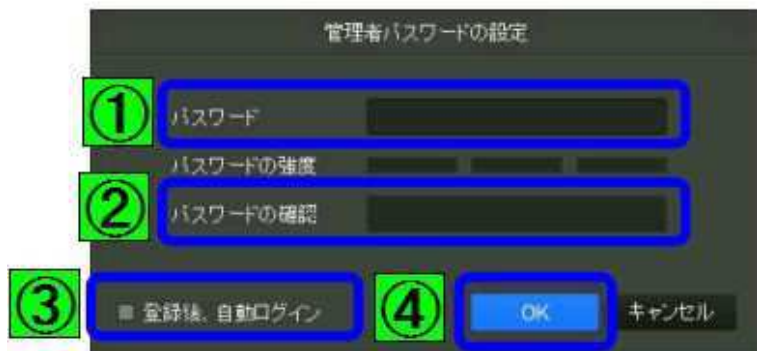 管理者パスワードの設定
① パスワード
パスワードの強度
② パスワードの確認
③ 登録後、自動ログイン ④ OK キャンセル